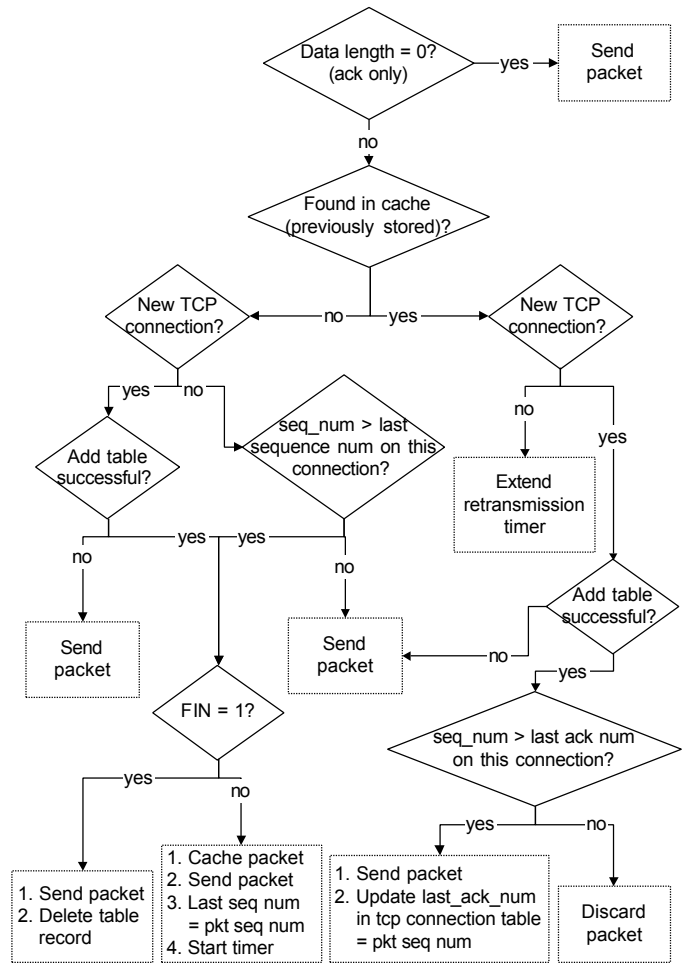 Data length = 0?
(ack only)
yes
Send
packet
no
Found in cache
(previously stored)?
New TCP
connection?
no
yes
New TCP
connection?
yes
no
no
yes
Add table
successful?
seq_num > last
sequence num on this
connection?
Extend
retransmission
timer
yes
yes
no
no
Add table
successful?
Send
packet
Send
packet
no
yes
FIN = 1?
seq_num > last ack num
on this connection?
yes
no
yes
no
1. Send packet
2. Delete table
record
1. Cache packet
2. Send packet
3. Last seq num
= pkt seq num
4. Start timer
1. Send packet
2. Update last_ack_num
in tcp connection table
= pkt seq num
Discard
packet